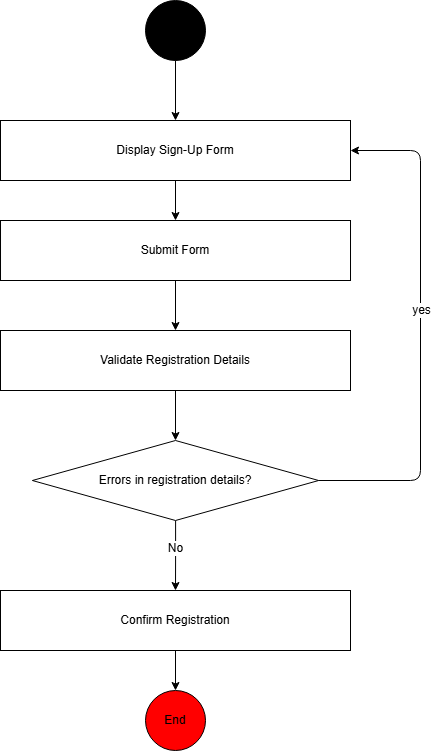 Display Sign-Up Form
Submit Form
yes
Validate Registration Details
Errors in registration details?
No
Confirm Registration
End